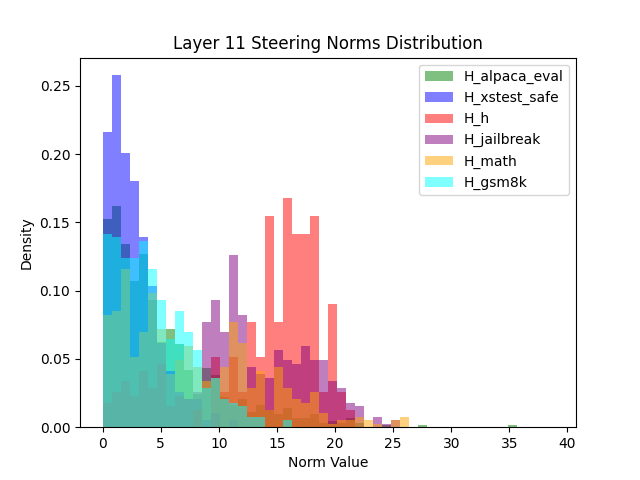 Layer 11 Steering Norms Distribution
H_alpaca_eval
H_xstest_safe
H_h
H_jailbreak
H_math
H_gsm8k
Density
0.25
0.20
0.15
0.10
0.05
0.00
0 5 10 15 20 25 30 35 40
Norm Value